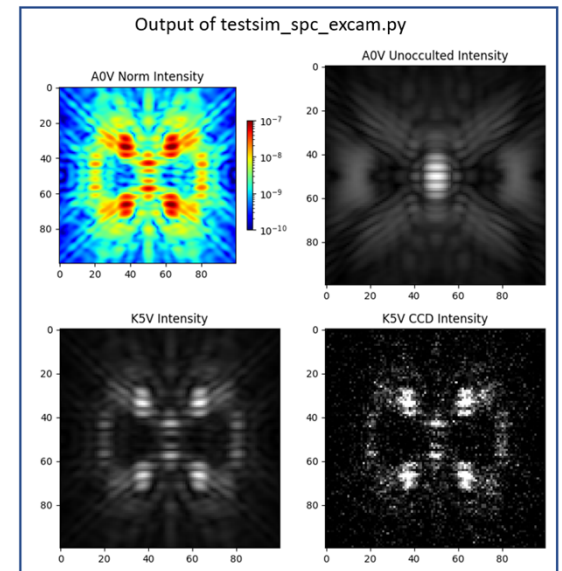 Output of testsim_spc_excam.py
A0V Norm Intensity
0
20
40
60
80
0 20 40 60 80
10⁻⁷
10⁻⁸
10⁻⁹
10⁻¹⁰
A0V Unocculted Intensity
0
20
40
60
80
0 20 40 60 80
K5V Intensity
0
20
40
60
80
0 20 40 60 80
K5V CCD Intensity
0
20
40
60
80
0 20 40 60 80